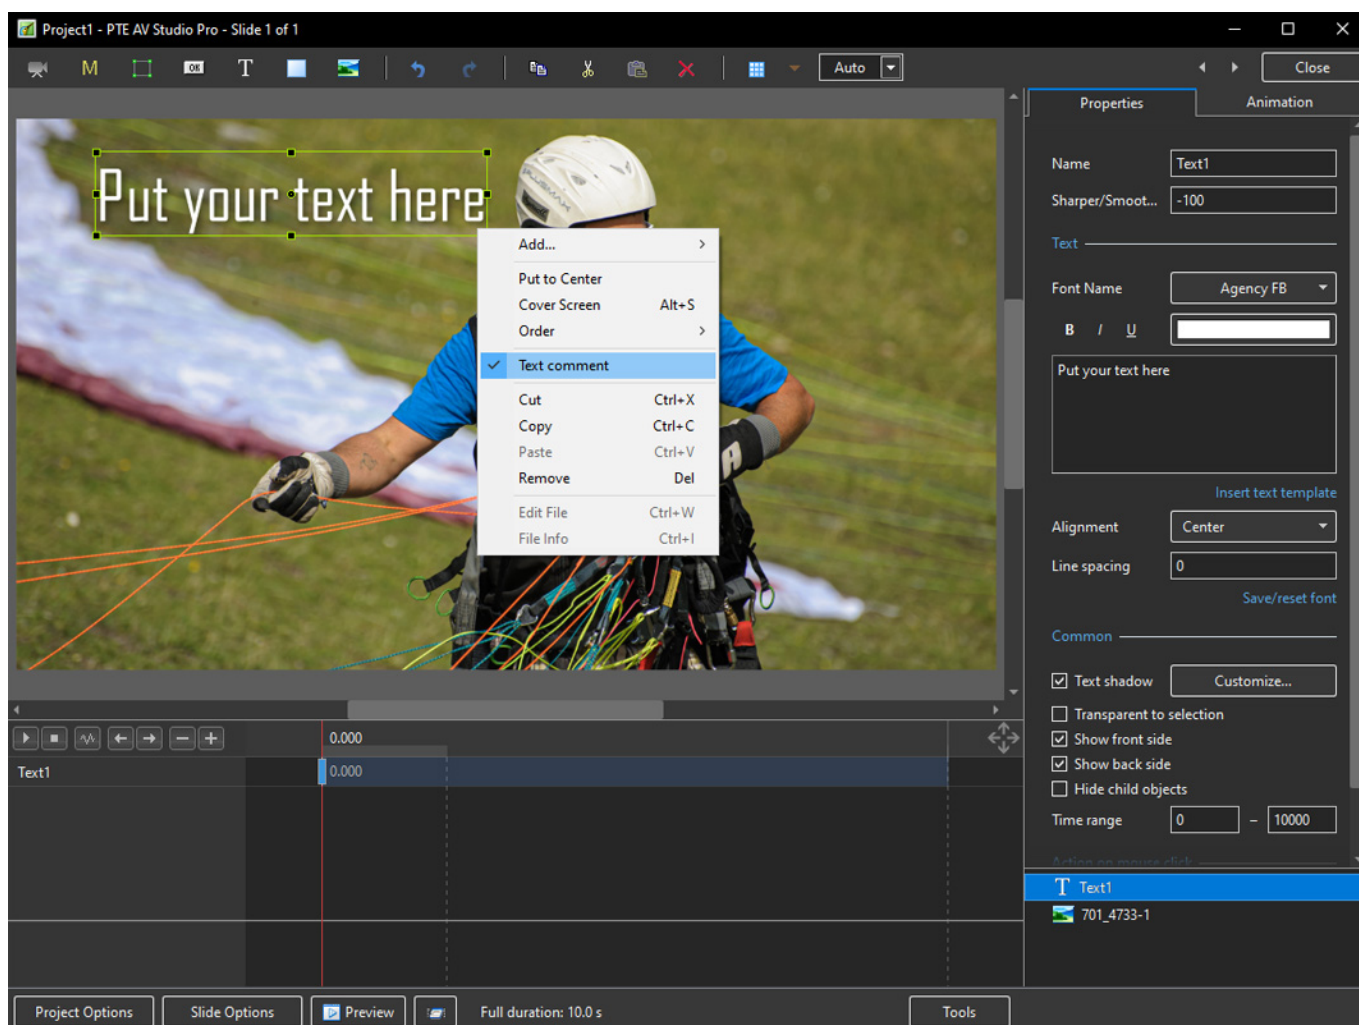 Project1 - PTE AV Studio Pro - Slide 1 of 1
M OK T Auto Close
Properties Animation
Put your text here
Name Text1
Sharper/Smoot... -100
Text
Font Name Agency FB
B I U
Put your text here
Insert text template
Alignment Center
Line spacing 0
Save/reset font
Common
Text shadow Customize...
Transparent to selection
Show front side
Show back side
Hide child objects
Time range 0 – 10000
Action on mouse click
T Text1
701_4733-1
Add...
Put to Center
Cover Screen Alt+S
Order
Text comment
Cut Ctrl+X
Copy Ctrl+C
Paste Ctrl+V
Remove Del
Edit File Ctrl+W
File Info Ctrl+I
0.000
Text1 0.000
Project Options Slide Options Preview Full duration: 10.0 s Tools